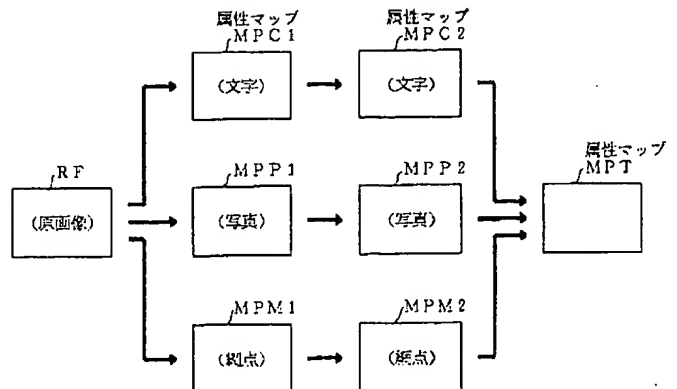 属性マップ
MPC1
属性マップ
MPC2
(文字)
(文字)
RF
MPP1
MPP2
属性マップ
MPT
(原画像)
(写真)
(写真)
MPM1
MPM2
(網点)
(網点)